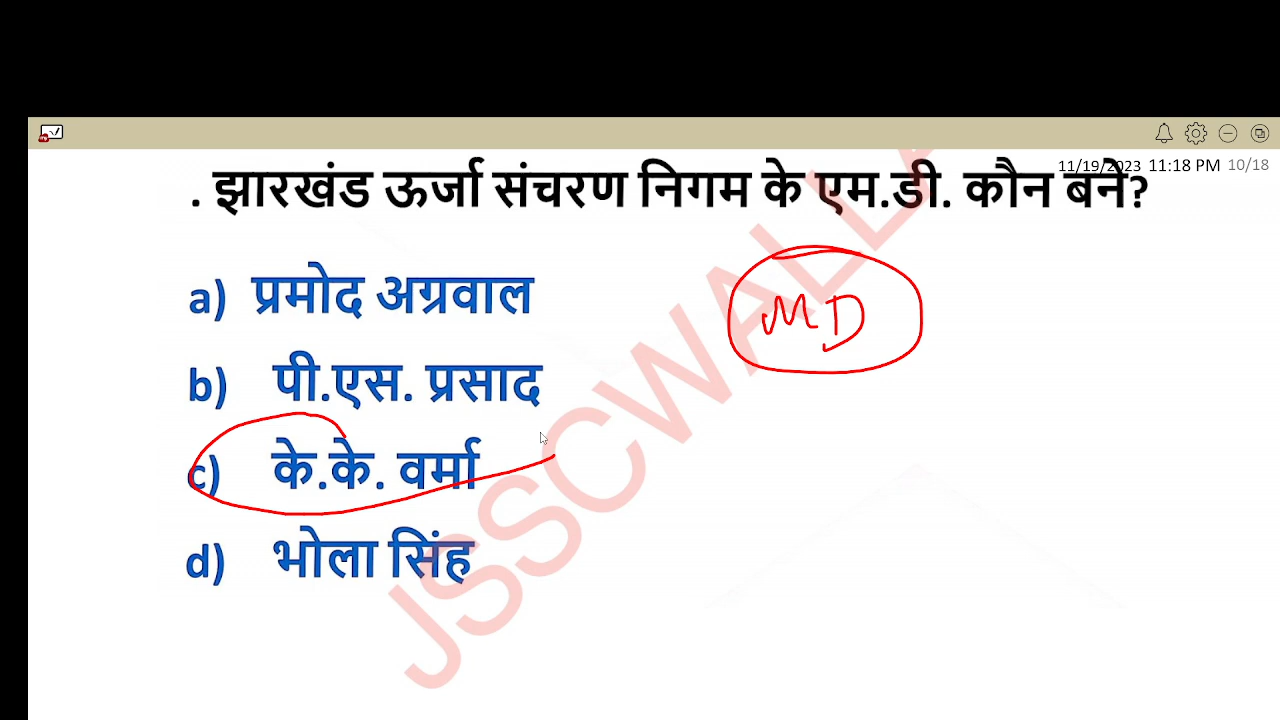 11/19/2023 11:18 PM 10/18
. झारखंड ऊर्जा संचरण निगम के एम.डी. कौन बने?
a) प्रमोद अग्रवाल
MD
b) पी.एस. प्रसाद
c) के.के. वर्मा
d) भोला सिंह
JSSCWALLA